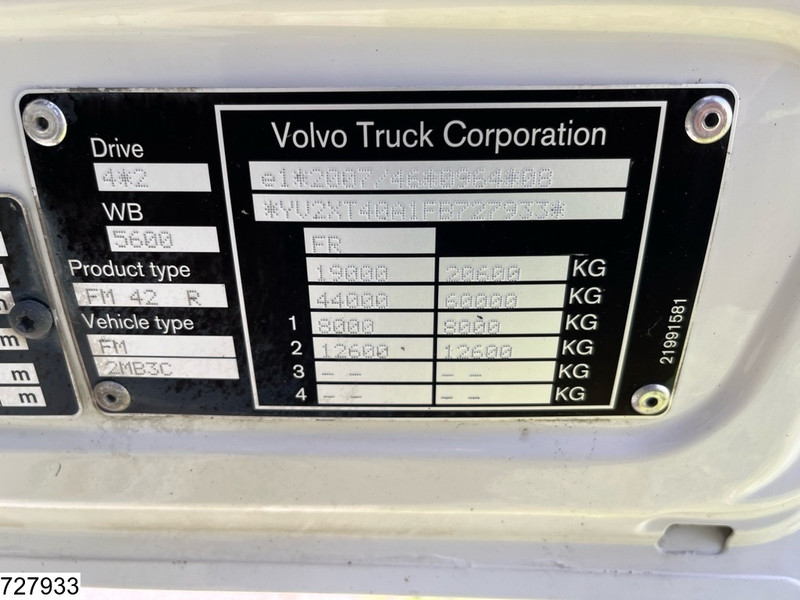 Volvo Truck Corporation
Drive
4*2
WB
5600
Product type
FM 42 R
Vehicle type
FM
2MB3C
e1*2007/46*0964*08
*YV2XT40A1FB727933*
FR
19000 20600 KG
44000 60000 KG
1 8000 8000 KG
2 12600 12600 KG
3 -- -- KG
4 -- -- KG
21991581
m
m
m
m
727933